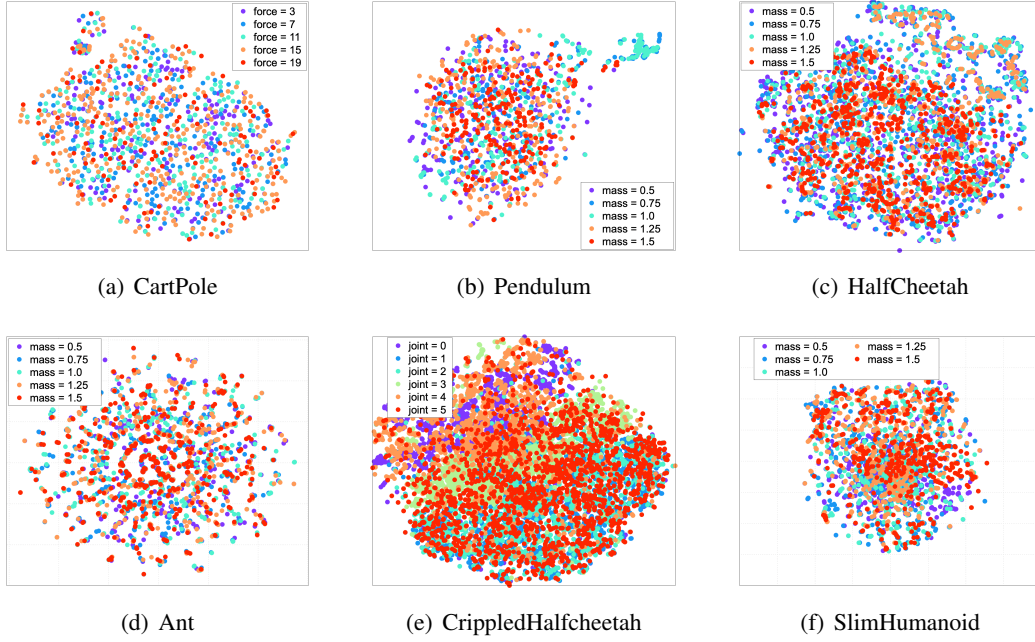 force = 3
force = 7
force = 11
force = 15
force = 19
(a) CartPole
mass = 0.5
mass = 0.75
mass = 1.0
mass = 1.25
mass = 1.5
(b) Pendulum
mass = 0.5
mass = 0.75
mass = 1.0
mass = 1.25
mass = 1.5
(c) HalfCheetah
mass = 0.5
mass = 0.75
mass = 1.0
mass = 1.25
mass = 1.5
(d) Ant
joint = 0
joint = 1
joint = 2
joint = 3
joint = 4
joint = 5
(e) CrippledHalfcheetah
mass = 0.5
mass = 0.75
mass = 1.0
mass = 1.25
mass = 1.5
(f) SlimHumanoid